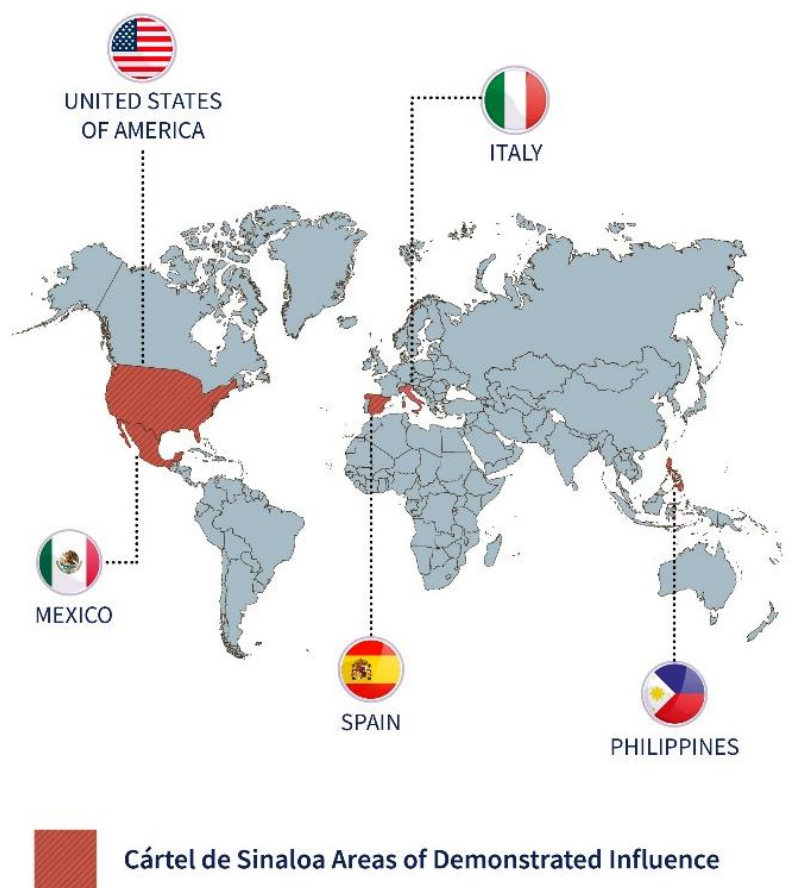 UNITED STATES
OF AMERICA
ITALY
MEXICO
SPAIN
PHILIPPINES
Cártel de Sinaloa Areas of Demonstrated Influence